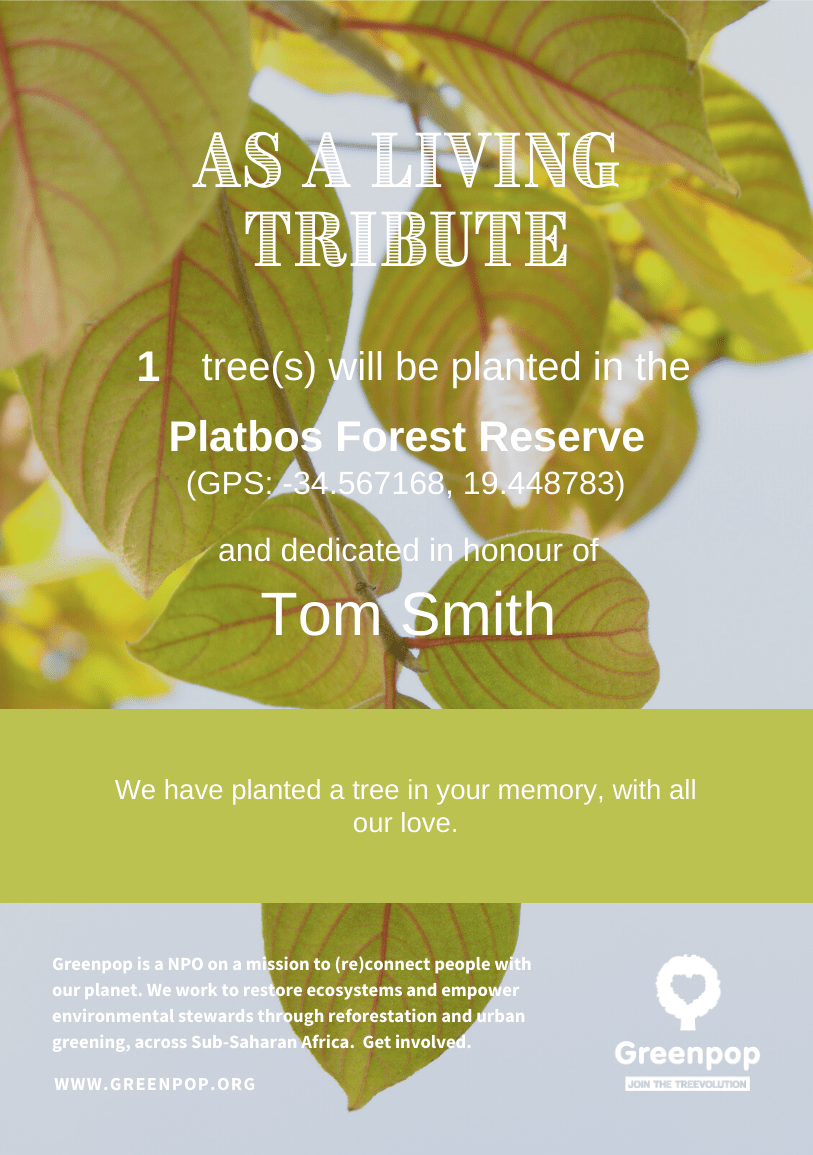 AS A LIVING
TRIBUTE
1 tree(s) will be planted in the
Platbos Forest Reserve
(GPS: -34.567168, 19.448783)
and dedicated in honour of
Tom Smith
We have planted a tree in your memory, with all
our love.
Greenpop is a NPO on a mission to (re)connect people with
our planet. We work to restore ecosystems and empower
environmental stewards through reforestation and urban
greening, across Sub-Saharan Africa.  Get involved.
WWW.GREENPOP.ORG
Greenpop
JOIN THE TREEVOLUTION